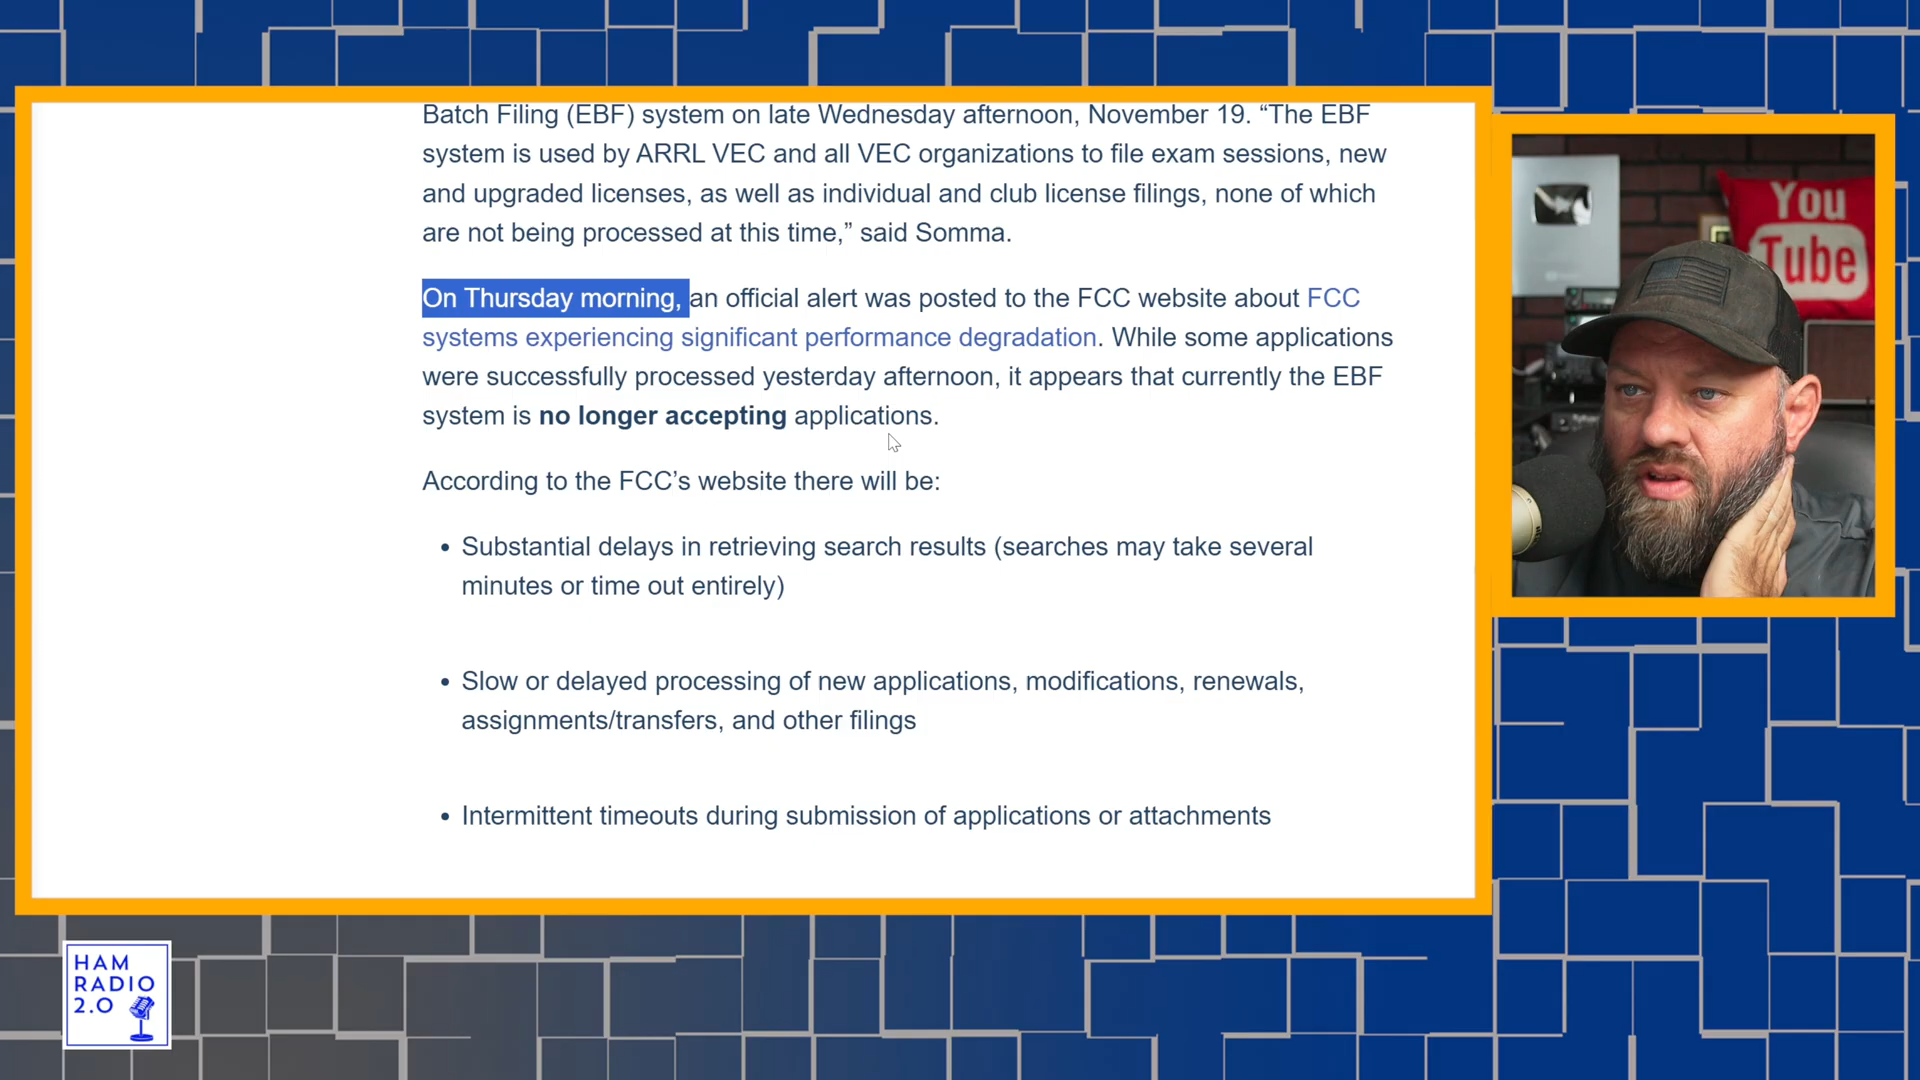 Batch Filing (EBF) system on late Wednesday afternoon, November 19. “The EBF
system is used by ARRL VEC and all VEC organizations to file exam sessions, new
and upgraded licenses, as well as individual and club license filings, none of which
are not being processed at this time,” said Somma.
On Thursday morning, an official alert was posted to the FCC website about FCC
systems experiencing significant performance degradation. While some applications
were successfully processed yesterday afternoon, it appears that currently the EBF
system is no longer accepting applications.
According to the FCC’s website there will be:
• Substantial delays in retrieving search results (searches may take several
minutes or time out entirely)
• Slow or delayed processing of new applications, modifications, renewals,
assignments/transfers, and other filings
• Intermittent timeouts during submission of applications or attachments
You
Tube
HAM
RADIO
2.0